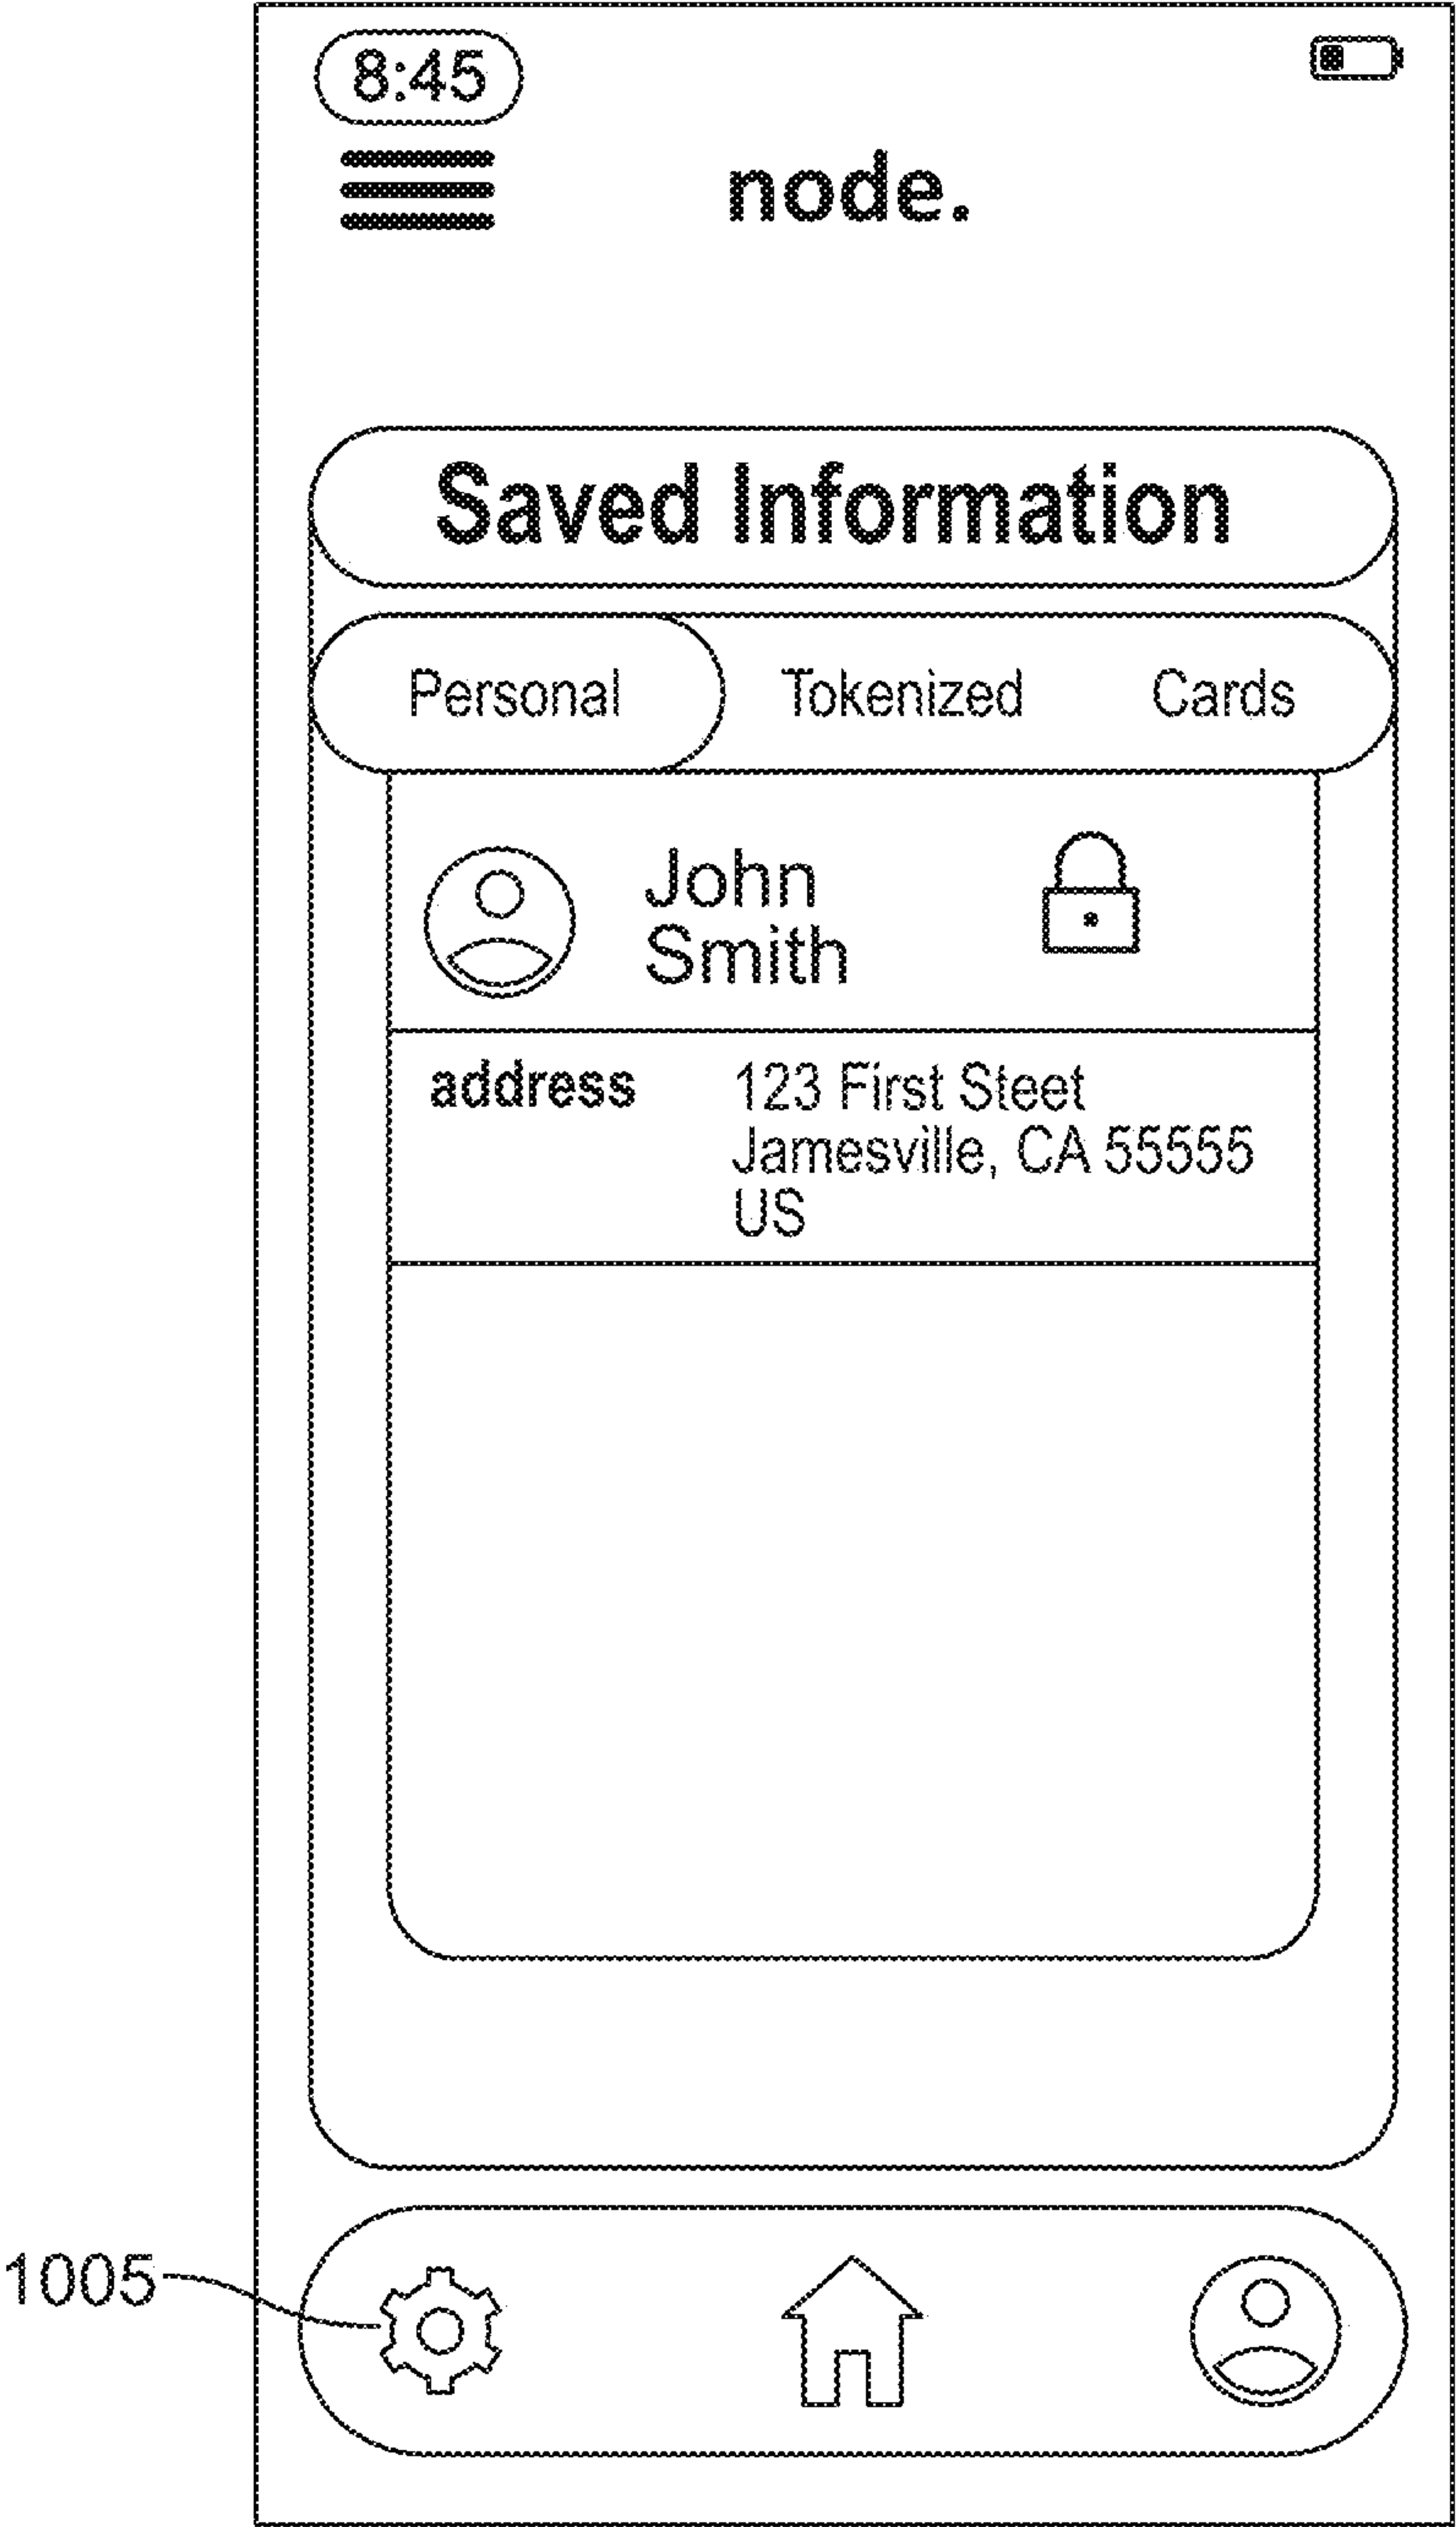 8:45
node.
Saved Information
Personal Tokenized Cards
John
Smith
address 123 First Steet
Jamesville, CA 55555
US
1005